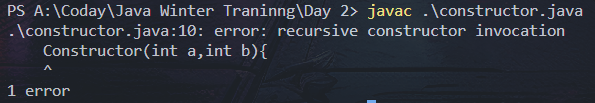 PS A:\Coday\Java Winter Traninng\Day 2> javac .\constructor.java
.\constructor.java:10: error: recursive constructor invocation
    Constructor(int a,int b){
    ^
1 error